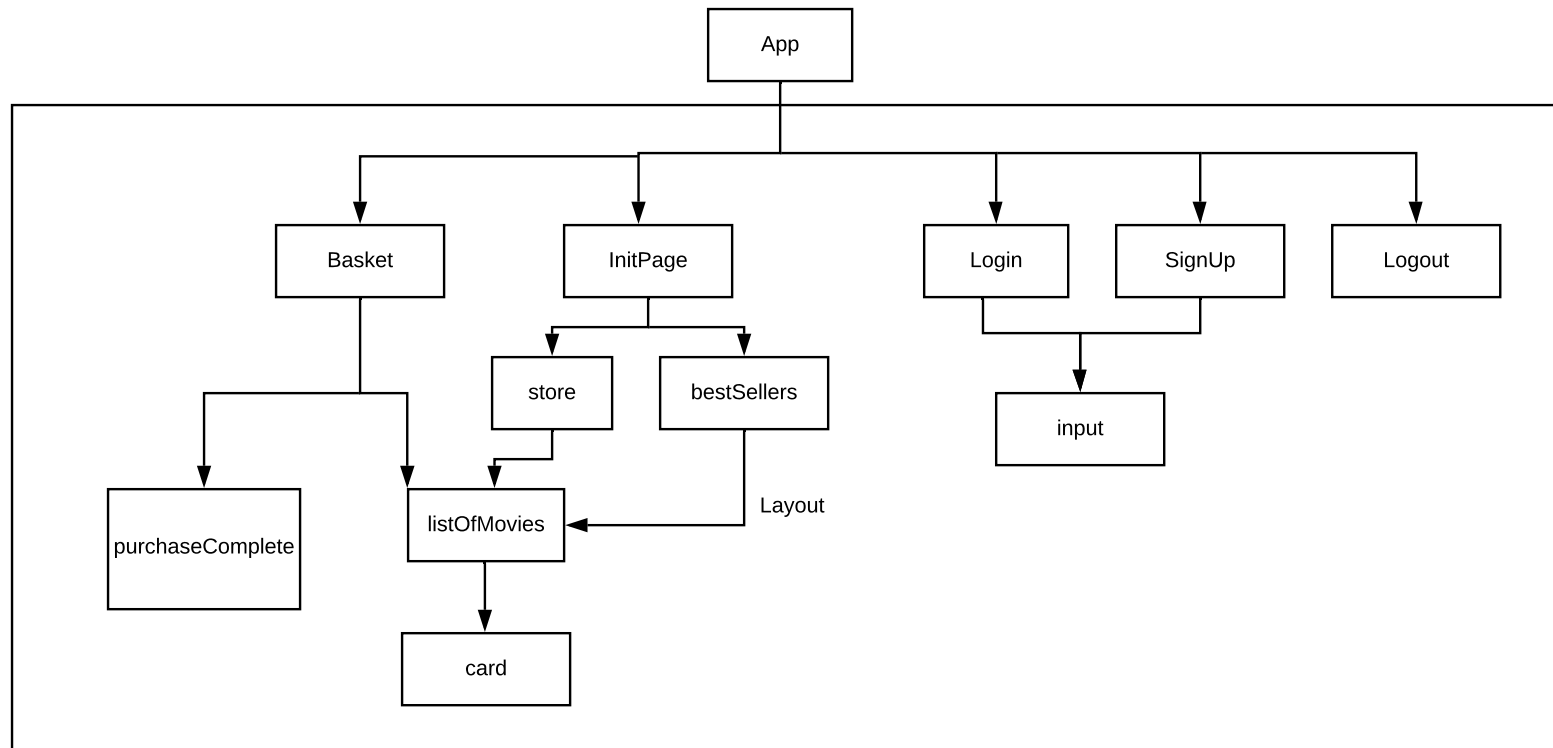 App
Basket
InitPage
Login
SignUp
Logout
store
bestSellers
input
Layout
listOfMovies
purchaseComplete
card